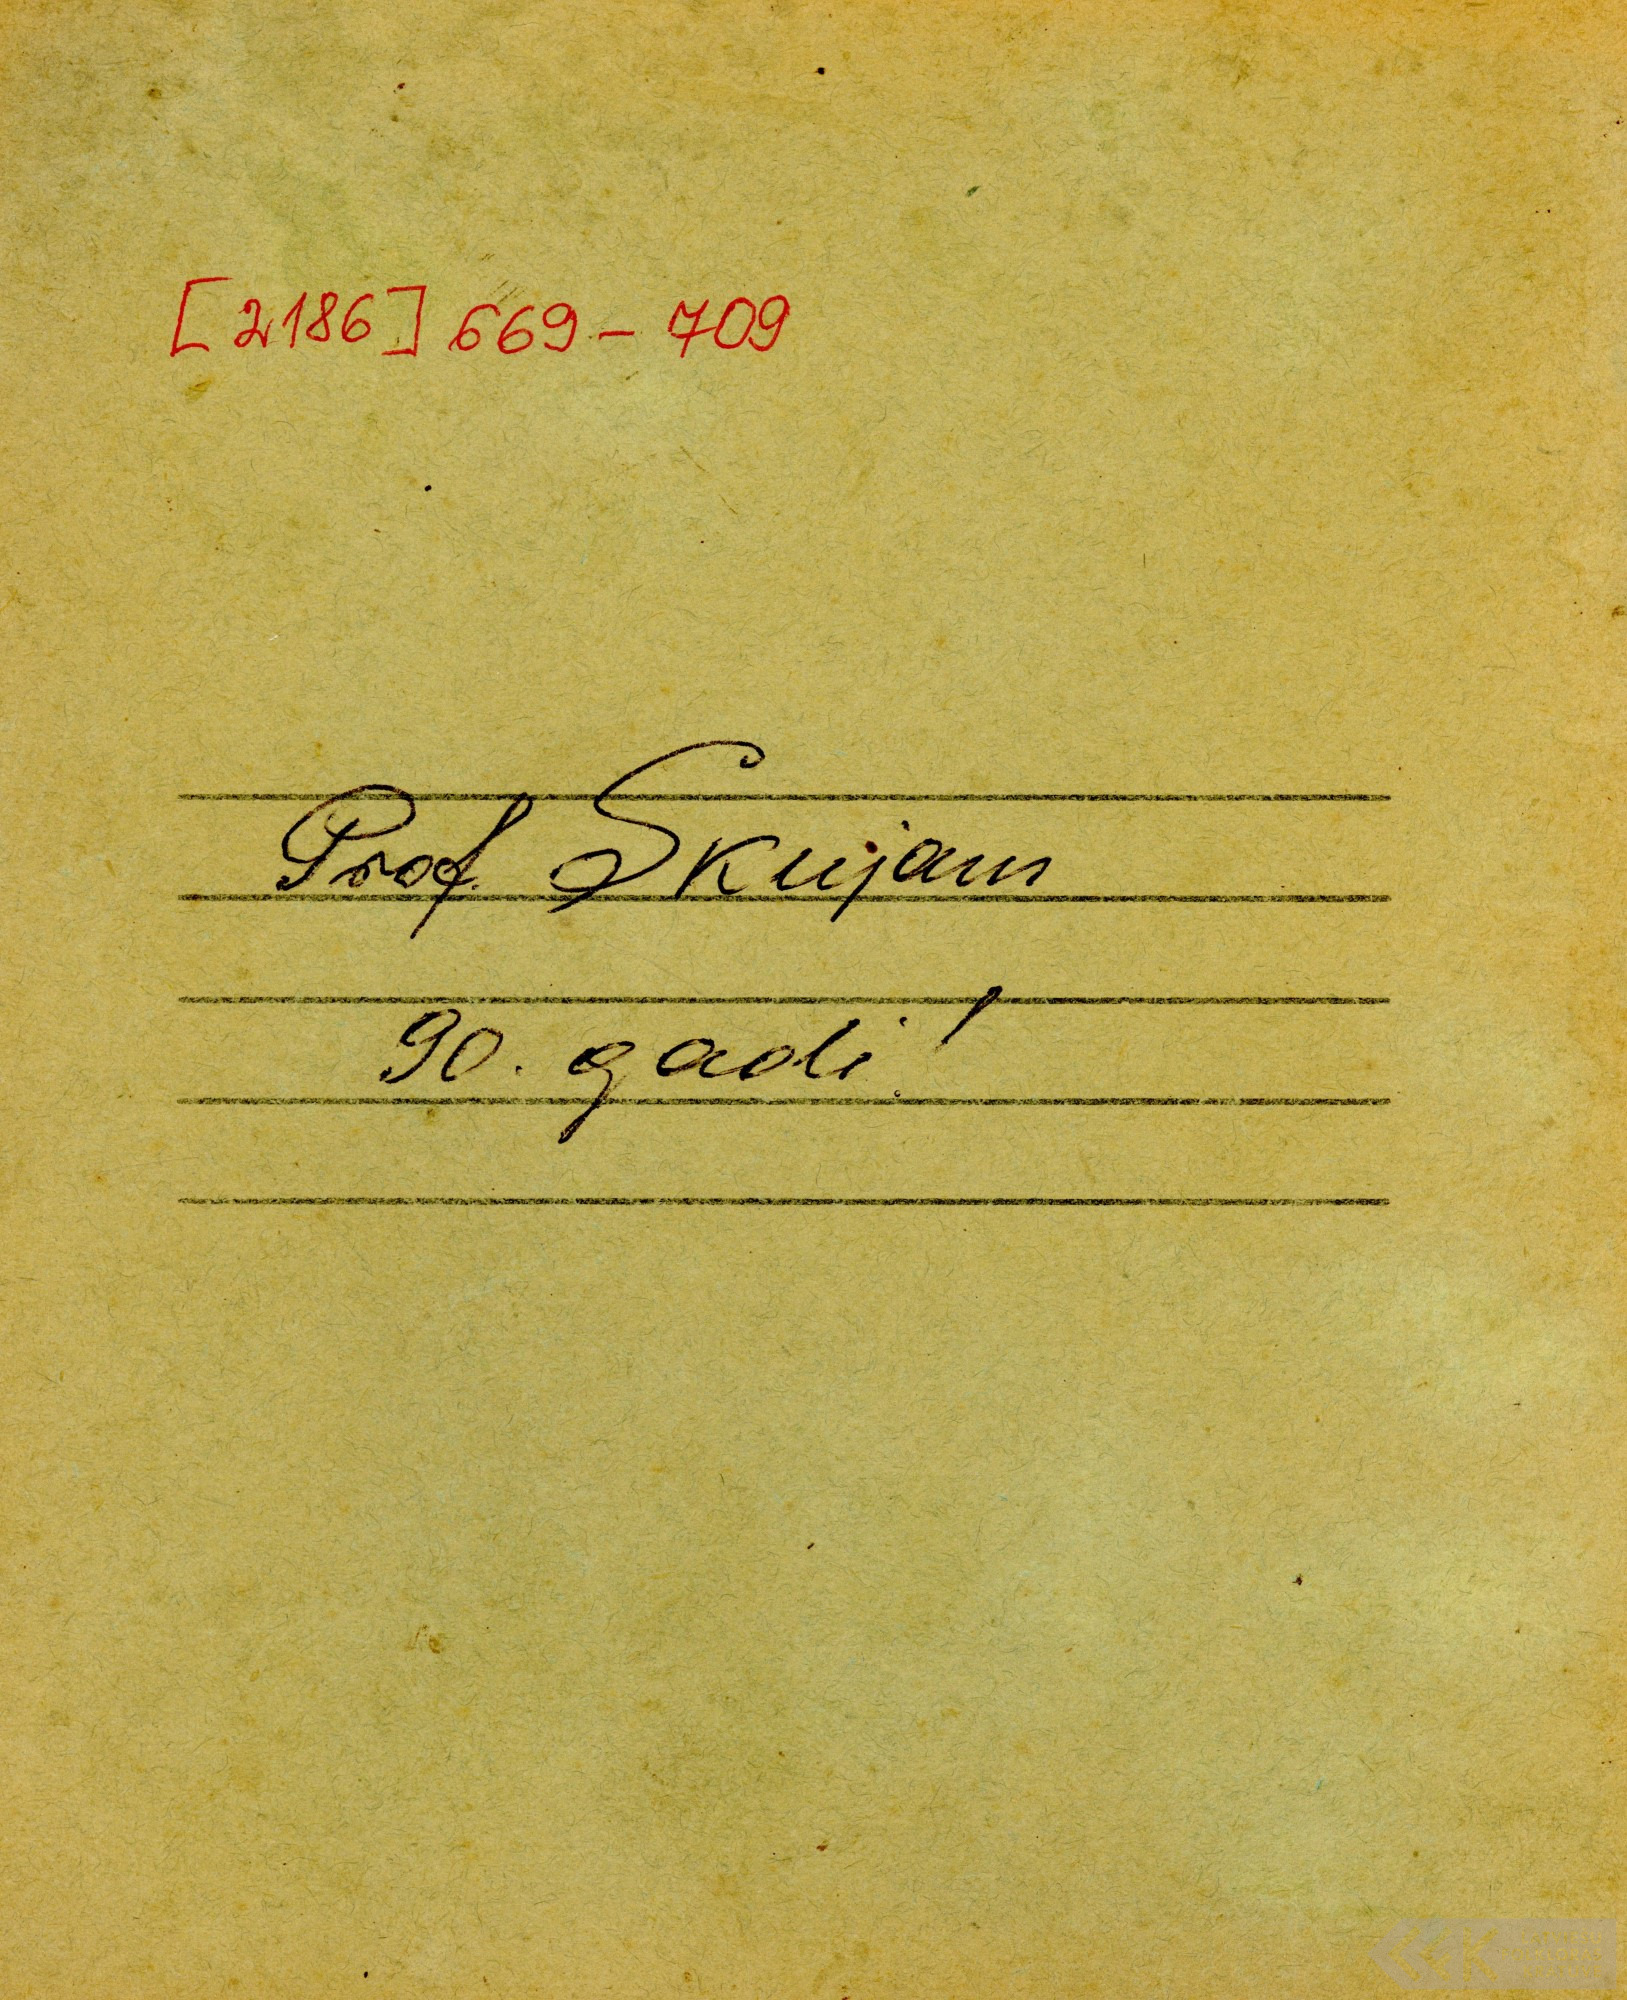 [2186] 669 - 709
Prof. Skujam
90. gadi!